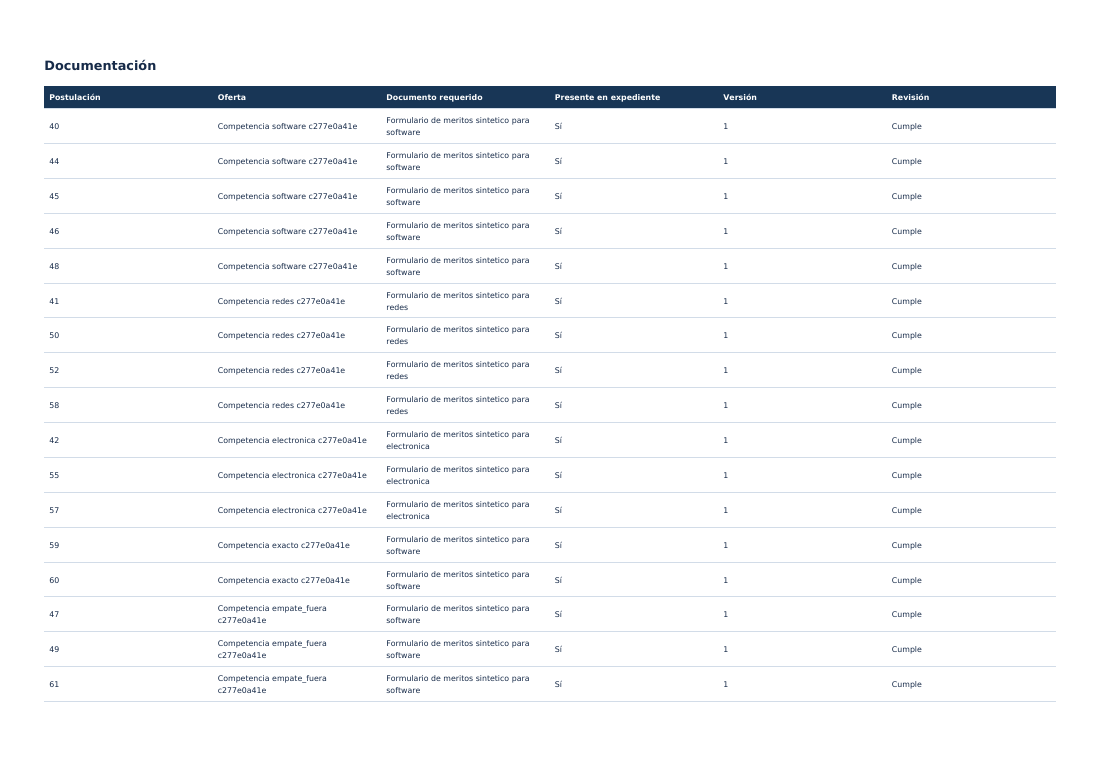 Documentación
Postulación Oferta Documento requerido Presente en expediente Versión Revisión
40 Competencia software c277e0a41e Formulario de meritos sintetico para software Sí 1 Cumple
44 Competencia software c277e0a41e Formulario de meritos sintetico para software Sí 1 Cumple
45 Competencia software c277e0a41e Formulario de meritos sintetico para software Sí 1 Cumple
46 Competencia software c277e0a41e Formulario de meritos sintetico para software Sí 1 Cumple
48 Competencia software c277e0a41e Formulario de meritos sintetico para software Sí 1 Cumple
41 Competencia redes c277e0a41e Formulario de meritos sintetico para redes Sí 1 Cumple
50 Competencia redes c277e0a41e Formulario de meritos sintetico para redes Sí 1 Cumple
52 Competencia redes c277e0a41e Formulario de meritos sintetico para redes Sí 1 Cumple
58 Competencia redes c277e0a41e Formulario de meritos sintetico para redes Sí 1 Cumple
42 Competencia electronica c277e0a41e Formulario de meritos sintetico para electronica Sí 1 Cumple
55 Competencia electronica c277e0a41e Formulario de meritos sintetico para electronica Sí 1 Cumple
57 Competencia electronica c277e0a41e Formulario de meritos sintetico para electronica Sí 1 Cumple
59 Competencia exacto c277e0a41e Formulario de meritos sintetico para software Sí 1 Cumple
60 Competencia exacto c277e0a41e Formulario de meritos sintetico para software Sí 1 Cumple
47 Competencia empate_fuera c277e0a41e Formulario de meritos sintetico para software Sí 1 Cumple
49 Competencia empate_fuera c277e0a41e Formulario de meritos sintetico para software Sí 1 Cumple
61 Competencia empate_fuera c277e0a41e Formulario de meritos sintetico para software Sí 1 Cumple